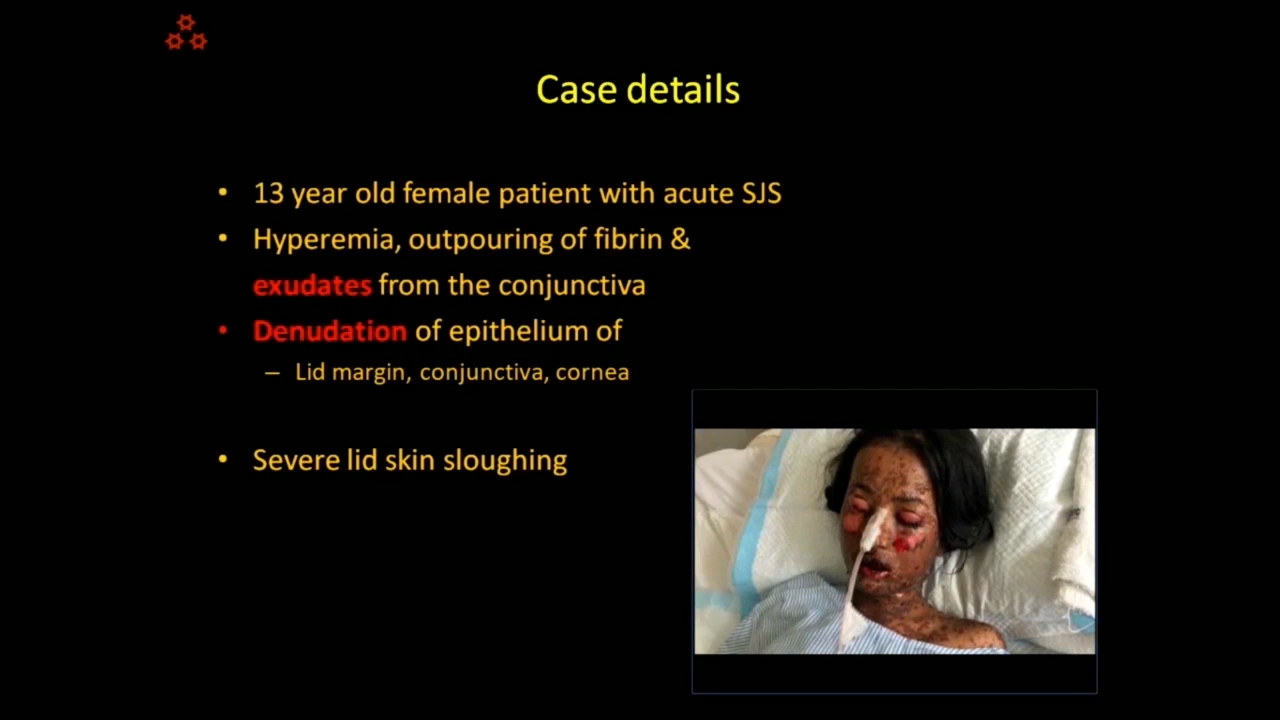 Case details
• 13 year old female patient with acute SJS
• Hyperemia, outpouring of fibrin &
exudates from the conjunctiva
• Denudation of epithelium of
– Lid margin, conjunctiva, cornea
• Severe lid skin sloughing